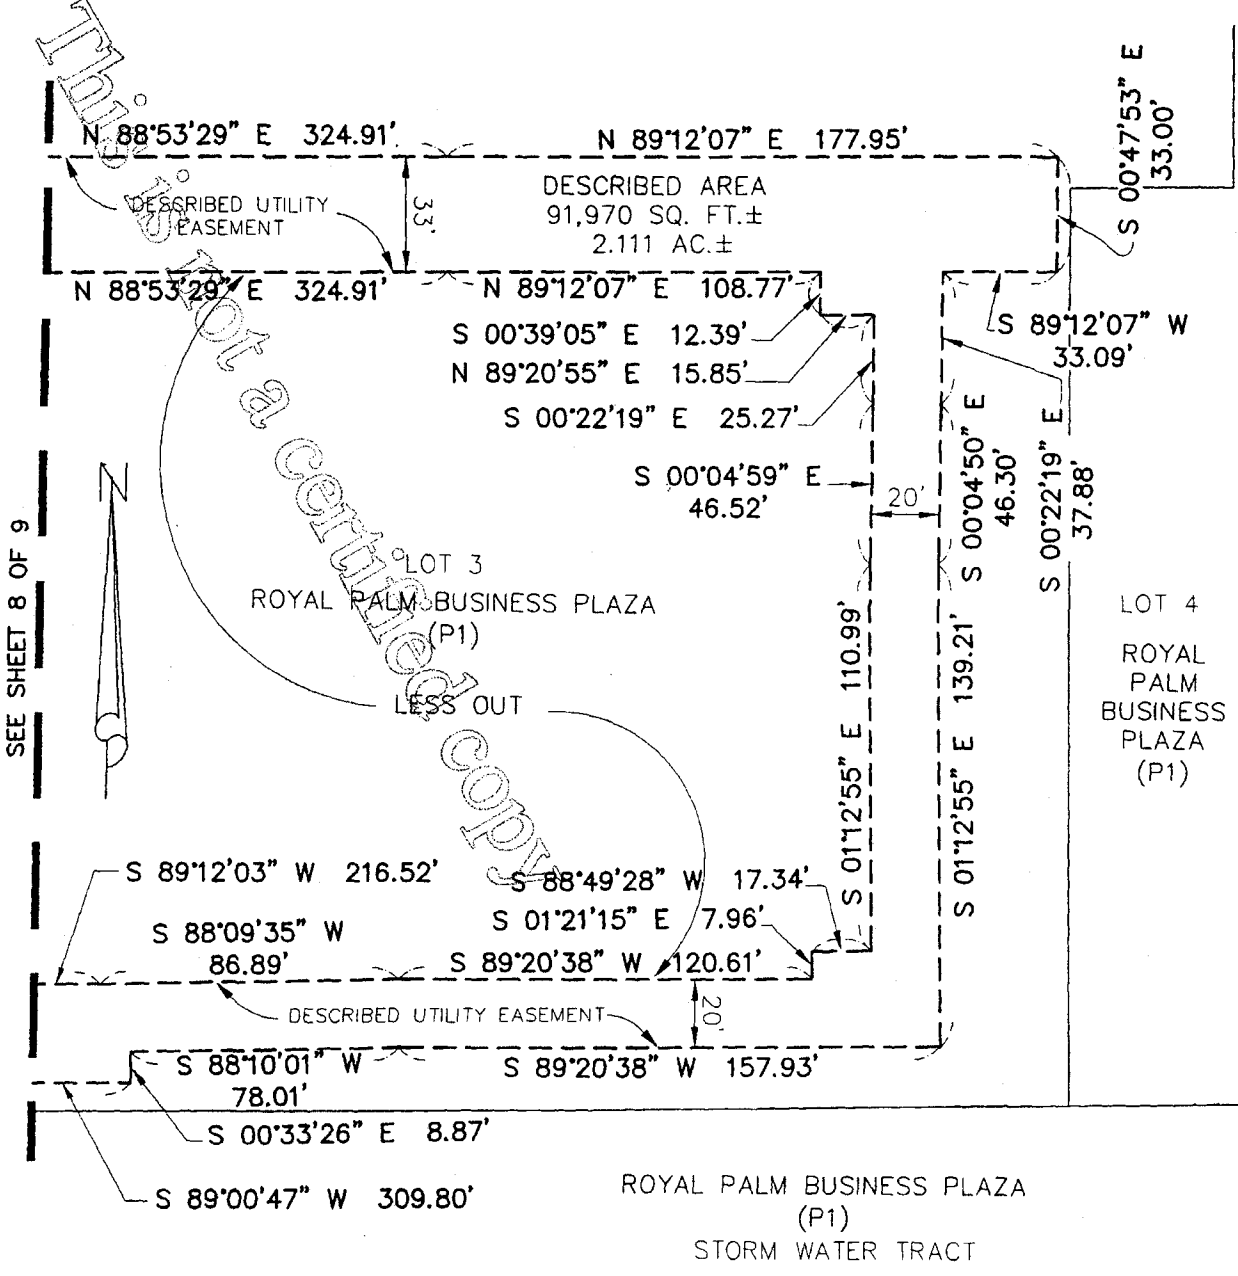 This is not a certified copy
N 88°53'29" E 324.91'
N 89°12'07" E 177.95'
S 00°47'53" E
33.00'
DESCRIBED UTILITY
EASEMENT
33'
DESCRIBED AREA
91,970 SQ. FT.±
2.111 AC.±
N 88°53'29" E 324.91'
N 89°12'07" E 108.77'
S 00°39'05" E 12.39'
N 89°20'55" E 15.85'
S 00°22'19" E 25.27'
S 89°12'07" W
33.09'
S 00°04'59" E
46.52'
20'
S 00°04'50" E
46.30'
S 00°22'19" E
37.88'
N
SEE SHEET 8 OF 9
LOT 3
ROYAL PALM BUSINESS PLAZA
(P1)
LESS OUT
LOT 4
ROYAL
PALM
BUSINESS
PLAZA
(P1)
S 01°12'55" E 110.99'
S 01°12'55" E 139.21'
S 89°12'03" W 216.52'
S 88°49'28" W 17.34'
S 01°21'15" E 7.96'
S 88°09'35" W
86.89'
S 89°20'38" W 120.61'
DESCRIBED UTILITY EASEMENT
20'
S 88°10'01" W
78.01'
S 89°20'38" W 157.93'
S 00°33'26" E 8.87'
S 89°00'47" W 309.80'
ROYAL PALM BUSINESS PLAZA
(P1)
STORM WATER TRACT